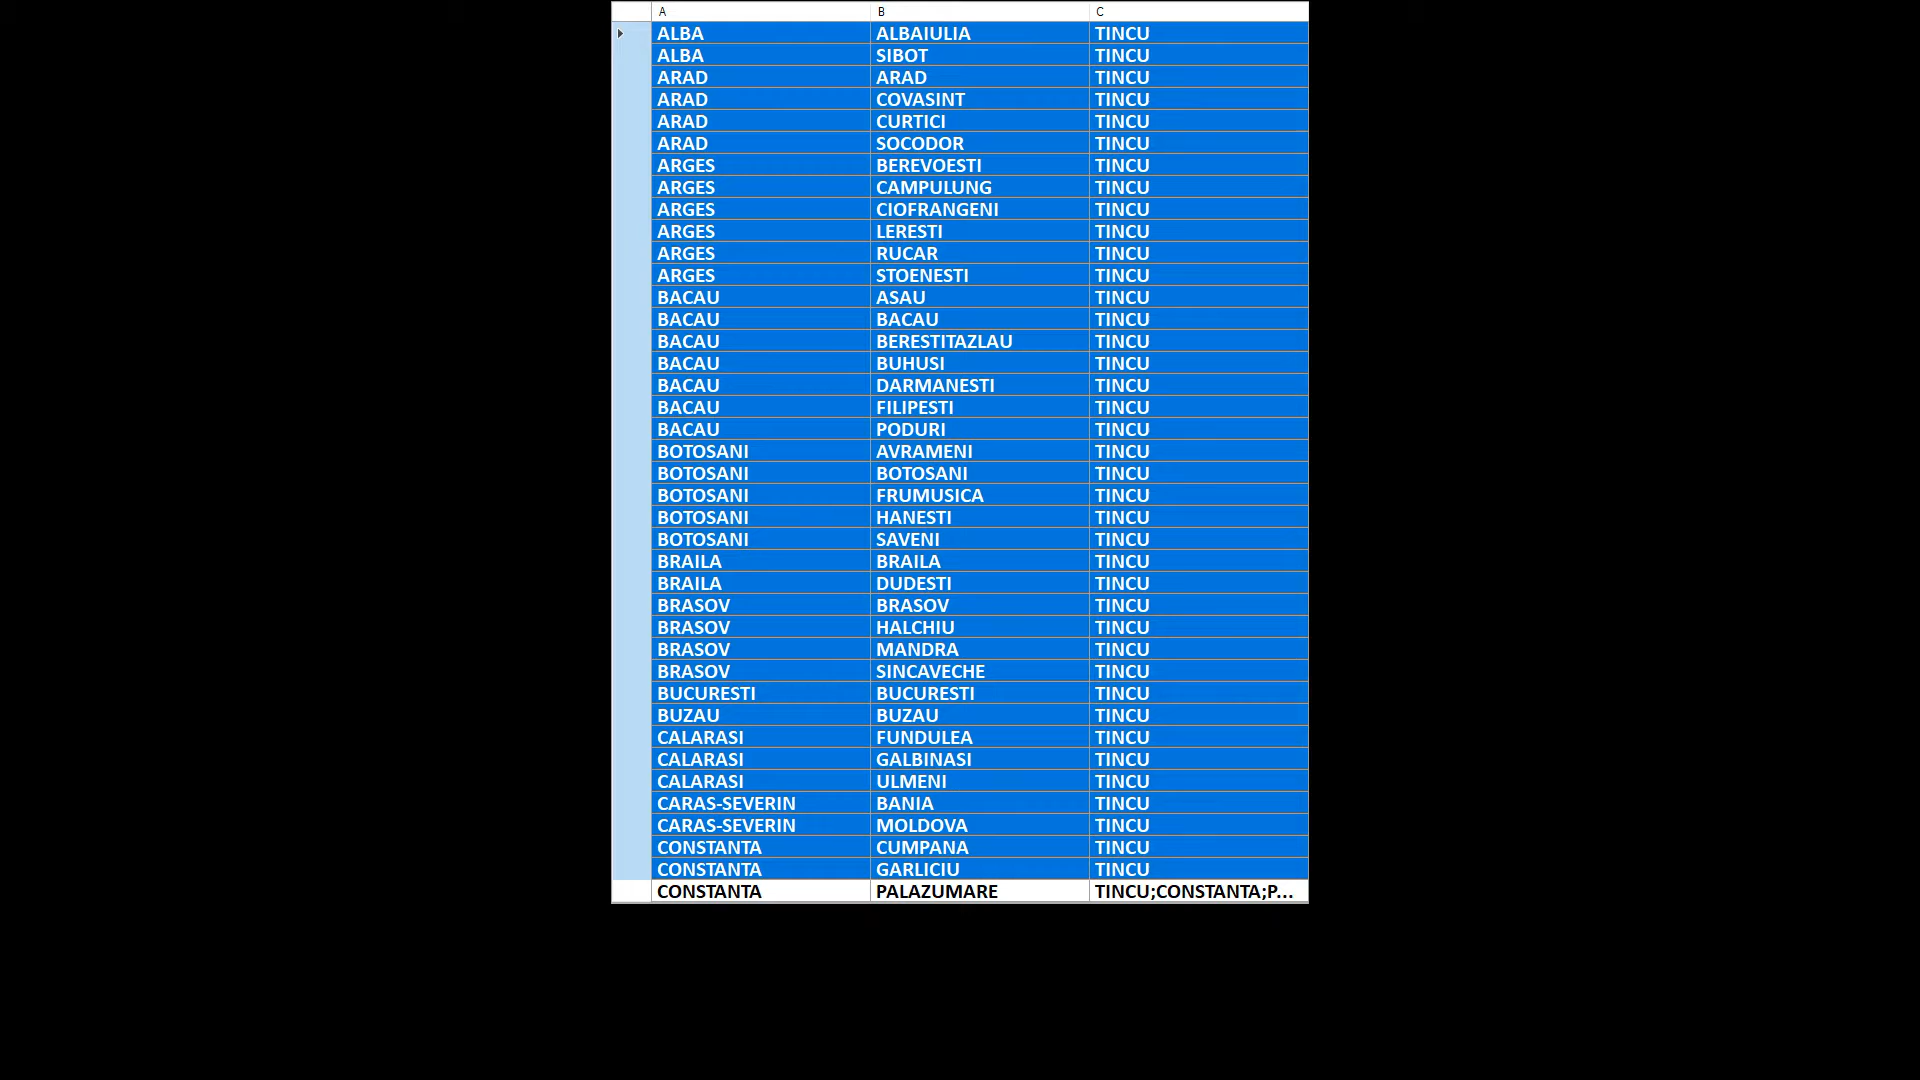 A B C
ALBA ALBAIULIA TINCU
ALBA SIBOT TINCU
ARAD ARAD TINCU
ARAD COVASINT TINCU
ARAD CURTICI TINCU
ARAD SOCODOR TINCU
ARGES BEREVOESTI TINCU
ARGES CAMPULUNG TINCU
ARGES CIOFRANGENI TINCU
ARGES LERESTI TINCU
ARGES RUCAR TINCU
ARGES STOENESTI TINCU
BACAU ASAU TINCU
BACAU BACAU TINCU
BACAU BERESTITAZLAU TINCU
BACAU BUHUSI TINCU
BACAU DARMANESTI TINCU
BACAU FILIPESTI TINCU
BACAU PODURI TINCU
BOTOSANI AVRAMENI TINCU
BOTOSANI BOTOSANI TINCU
BOTOSANI FRUMUSICA TINCU
BOTOSANI HANESTI TINCU
BOTOSANI SAVENI TINCU
BRAILA BRAILA TINCU
BRAILA DUDESTI TINCU
BRASOV BRASOV TINCU
BRASOV HALCHIU TINCU
BRASOV MANDRA TINCU
BRASOV SINCAVECHE TINCU
BUCURESTI BUCURESTI TINCU
BUZAU BUZAU TINCU
CALARASI FUNDULEA TINCU
CALARASI GALBINASI TINCU
CALARASI ULMENI TINCU
CARAS-SEVERIN BANIA TINCU
CARAS-SEVERIN MOLDOVA TINCU
CONSTANTA CUMPANA TINCU
CONSTANTA GARLICIU TINCU
CONSTANTA PALAZUMARE TINCU;CONSTANTA;P...